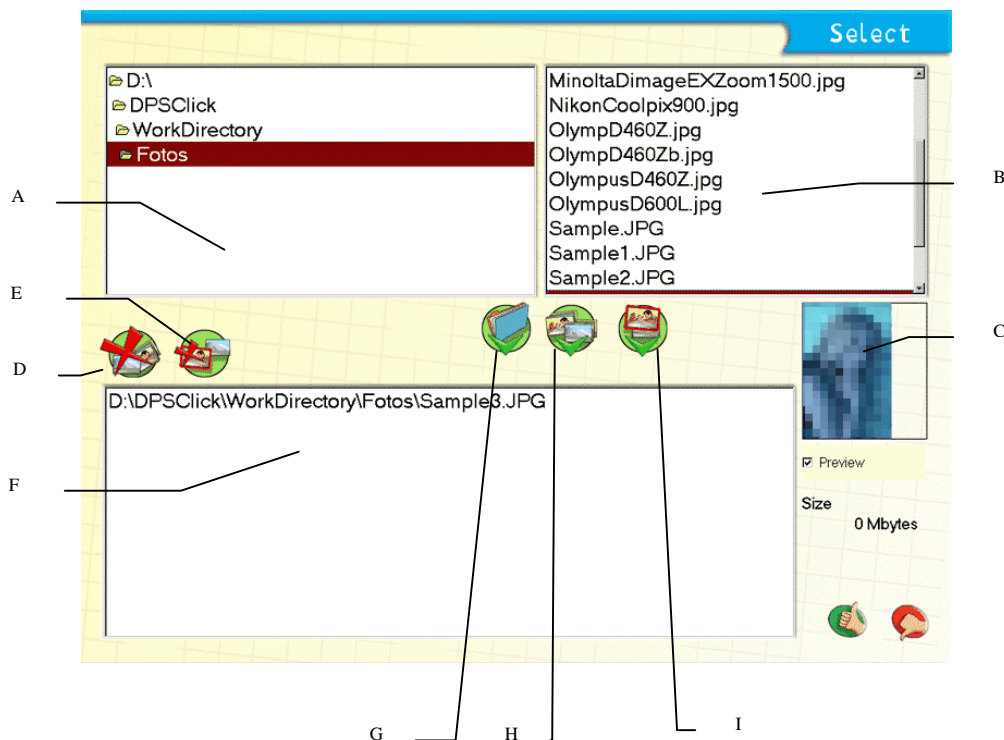 Select
D:\
DPSClick
WorkDirectory
Fotos
MinoltaDimageEXZoom1500.jpg
NikonCoolpix900.jpg
OlympD460Z.jpg
OlympD460Zb.jpg
OlympusD460Z.jpg
OlympusD600L.jpg
Sample.JPG
Sample1.JPG
Sample2.JPG
A
B
E
C
D
D:\DPSClick\WorkDirectory\Fotos\Sample3.JPG
Preview
F
Size
0 Mbytes
G
H
I